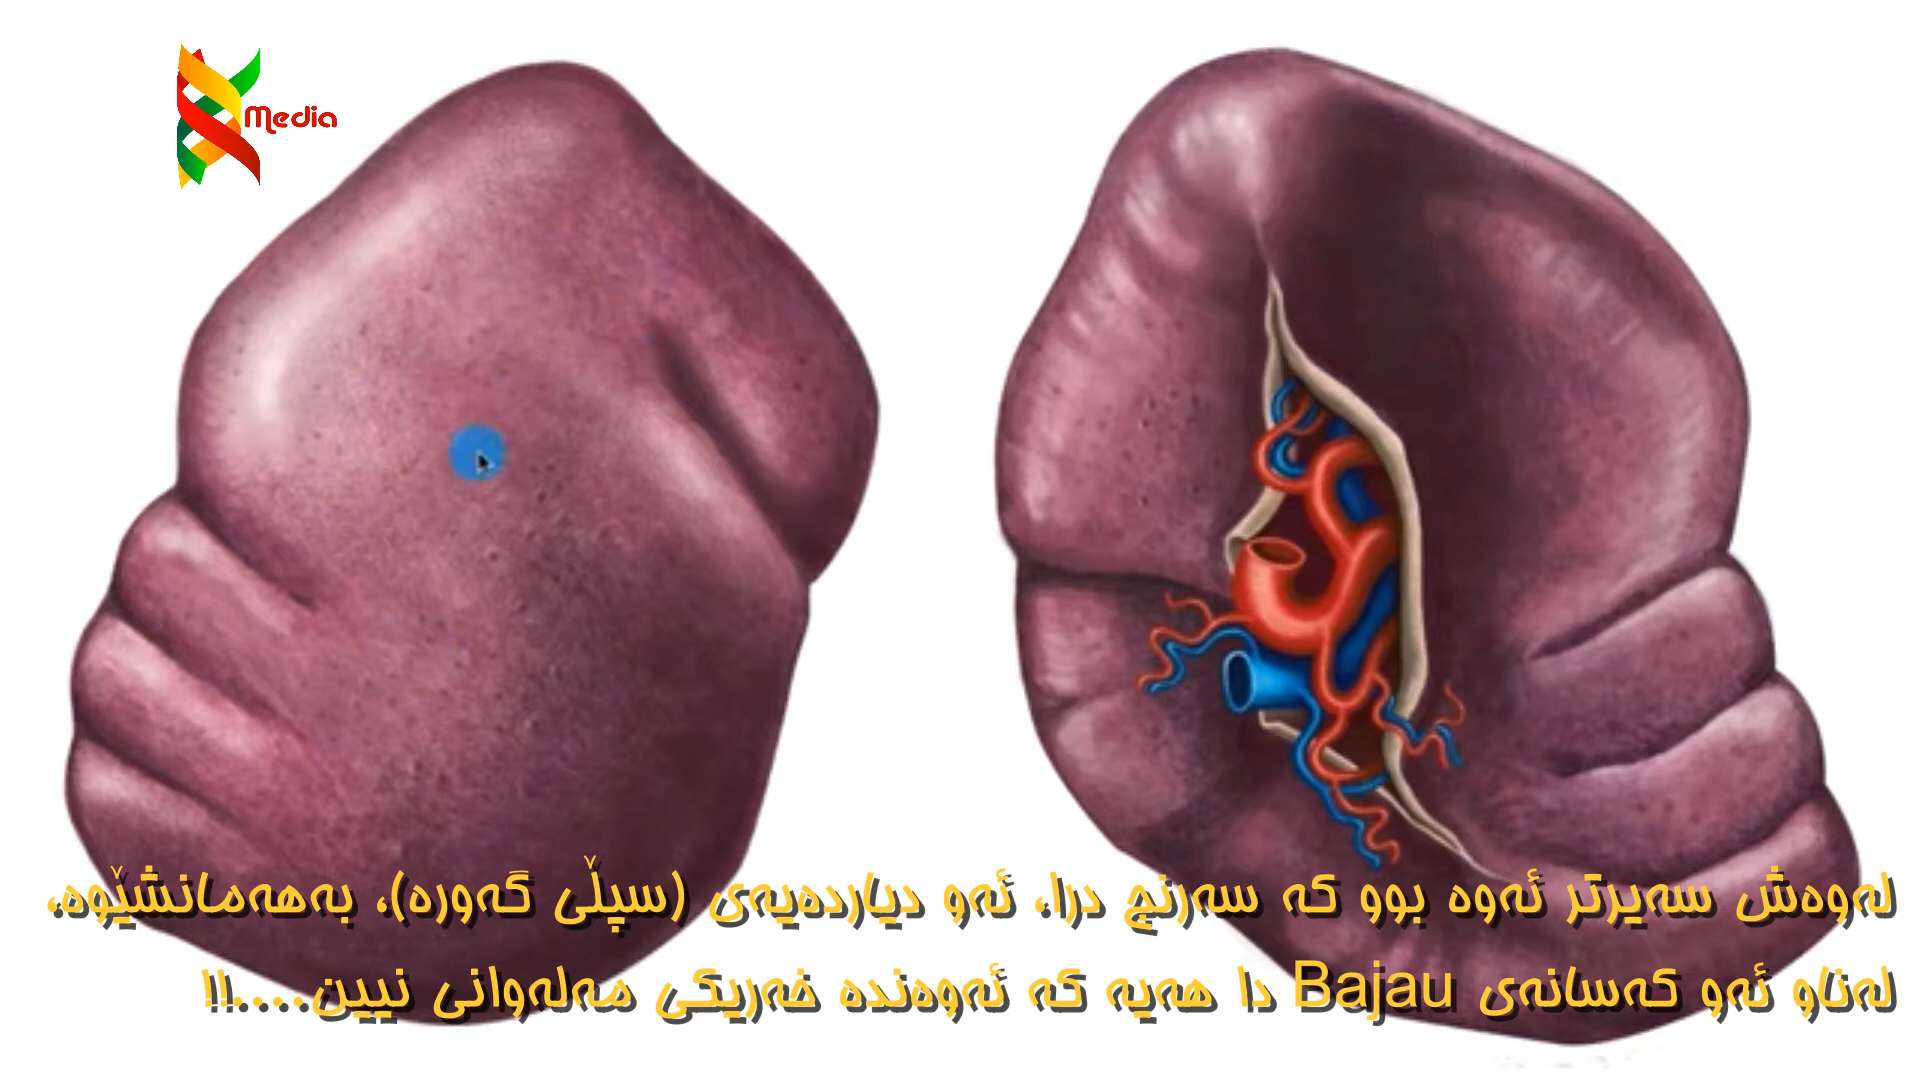 Media
لەوەش سەیرتر ئەوە بوو کە سەرنج درا، ئەو دیاردەیەی (سپڵی گەورە)، بەهەمانشێوە،
لەناو ئەو کەسانەی Bajau دا هەیە کە ئەوەندە خەریکی مەلەوانی نیین....!!